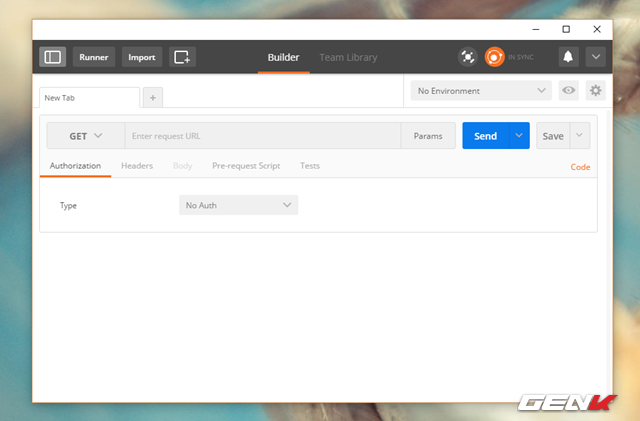 Runner Import Builder Team Library IN SYNC
New Tab + No Environment
GET Enter request URL Params Send Save
Authorization Headers Body Pre-request Script Tests Code
Type No Auth
GENK